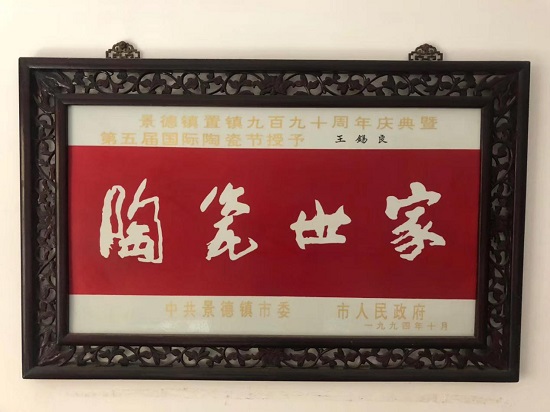 景德镇置镇九百九十周年庆典暨
第五届国际陶瓷节授予 王锡良
陶瓷世家
中共景德镇市委 市人民政府
一九九四年十月